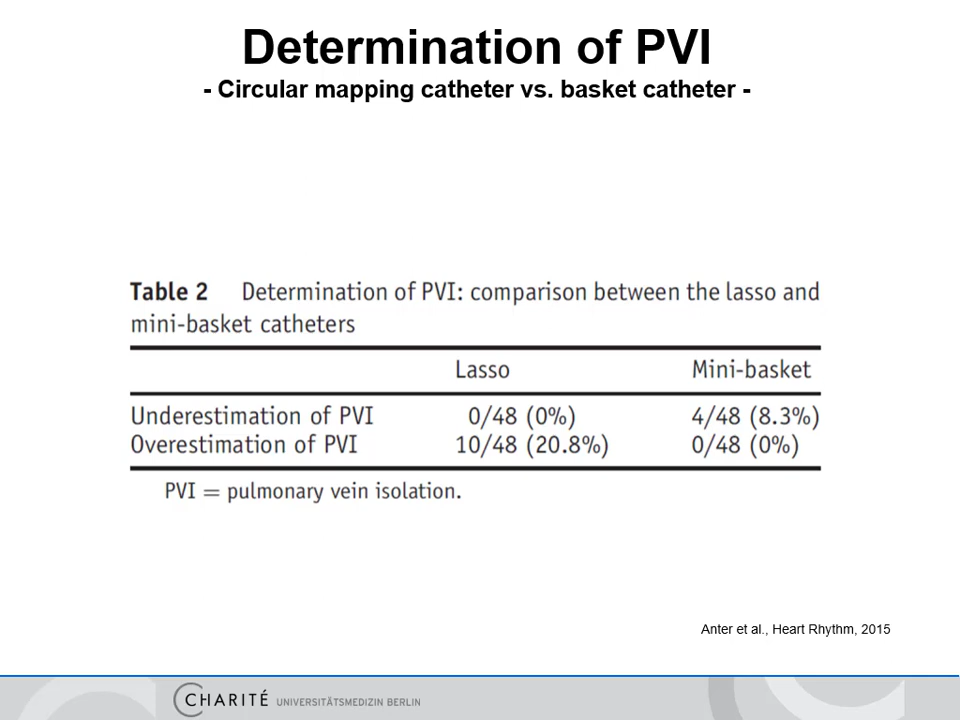 Determination of PVI
- Circular mapping catheter vs. basket catheter -
Table 2 Determination of PVI: comparison between the lasso and
mini-basket catheters
Lasso Mini-basket
Underestimation of PVI 0/48 (0%) 4/48 (8.3%)
Overestimation of PVI 10/48 (20.8%) 0/48 (0%)
PVI = pulmonary vein isolation.
Anter et al., Heart Rhythm, 2015
CHARITÉ UNIVERSITÄTSMEDIZIN BERLIN